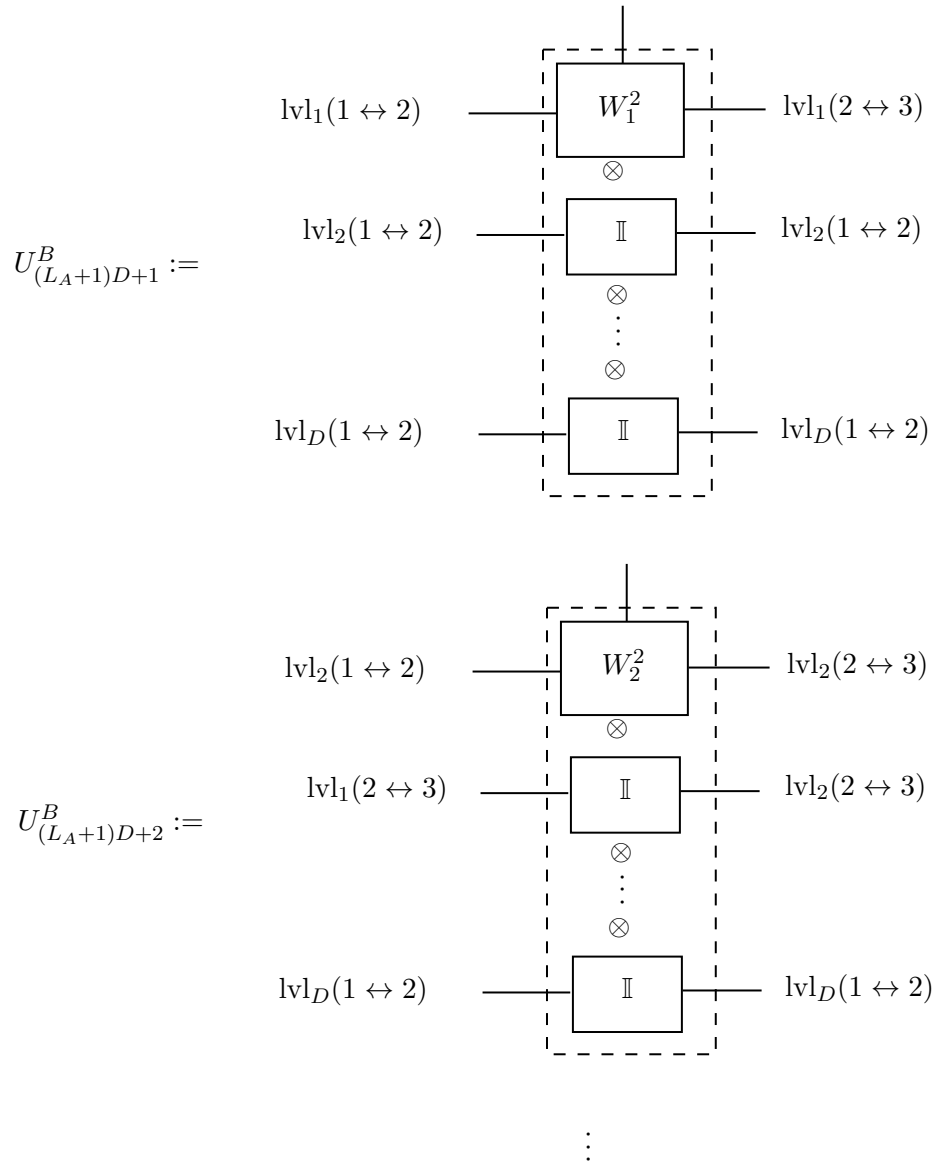 lvl₁(1 ↔ 2) W₁² lvl₁(2 ↔ 3)
⊗
lvl₂(1 ↔ 2) 𝕀 lvl₂(1 ↔ 2)
U^B_{(L_A+1)D+1} :=
⊗
⋮
⊗
lvl_D(1 ↔ 2) 𝕀 lvl_D(1 ↔ 2)
lvl₂(1 ↔ 2) W₂² lvl₂(2 ↔ 3)
⊗
lvl₁(2 ↔ 3) 𝕀 lvl₂(2 ↔ 3)
U^B_{(L_A+1)D+2} :=
⊗
⋮
⊗
lvl_D(1 ↔ 2) 𝕀 lvl_D(1 ↔ 2)
⋮